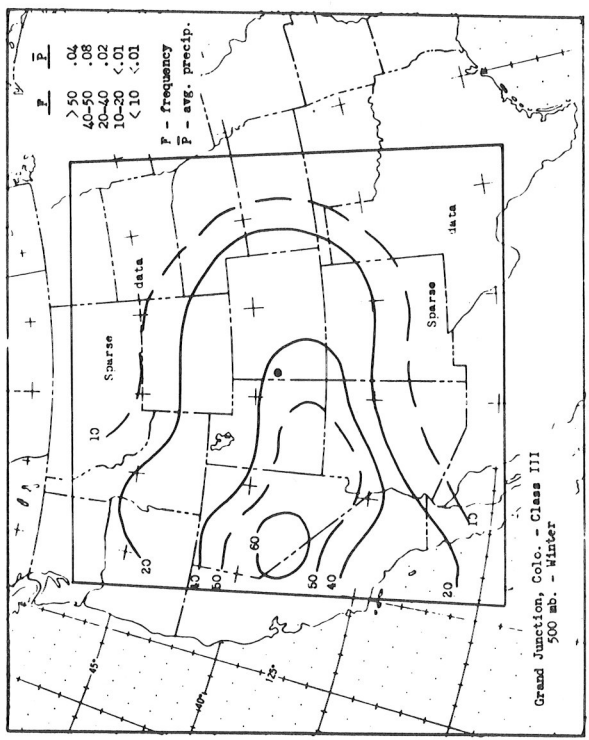 F P̄
>50 .04
40-50 .08
20-40 .02
10-20 <.01
<10 <.01
F - frequency
P̄ - avg. precip.
Sparse
data
Sparse
data
10
20
40
50
60
50
40
20
10
45°
40°
125°
Grand Junction, Colo. - Class III
500 mb. - Winter